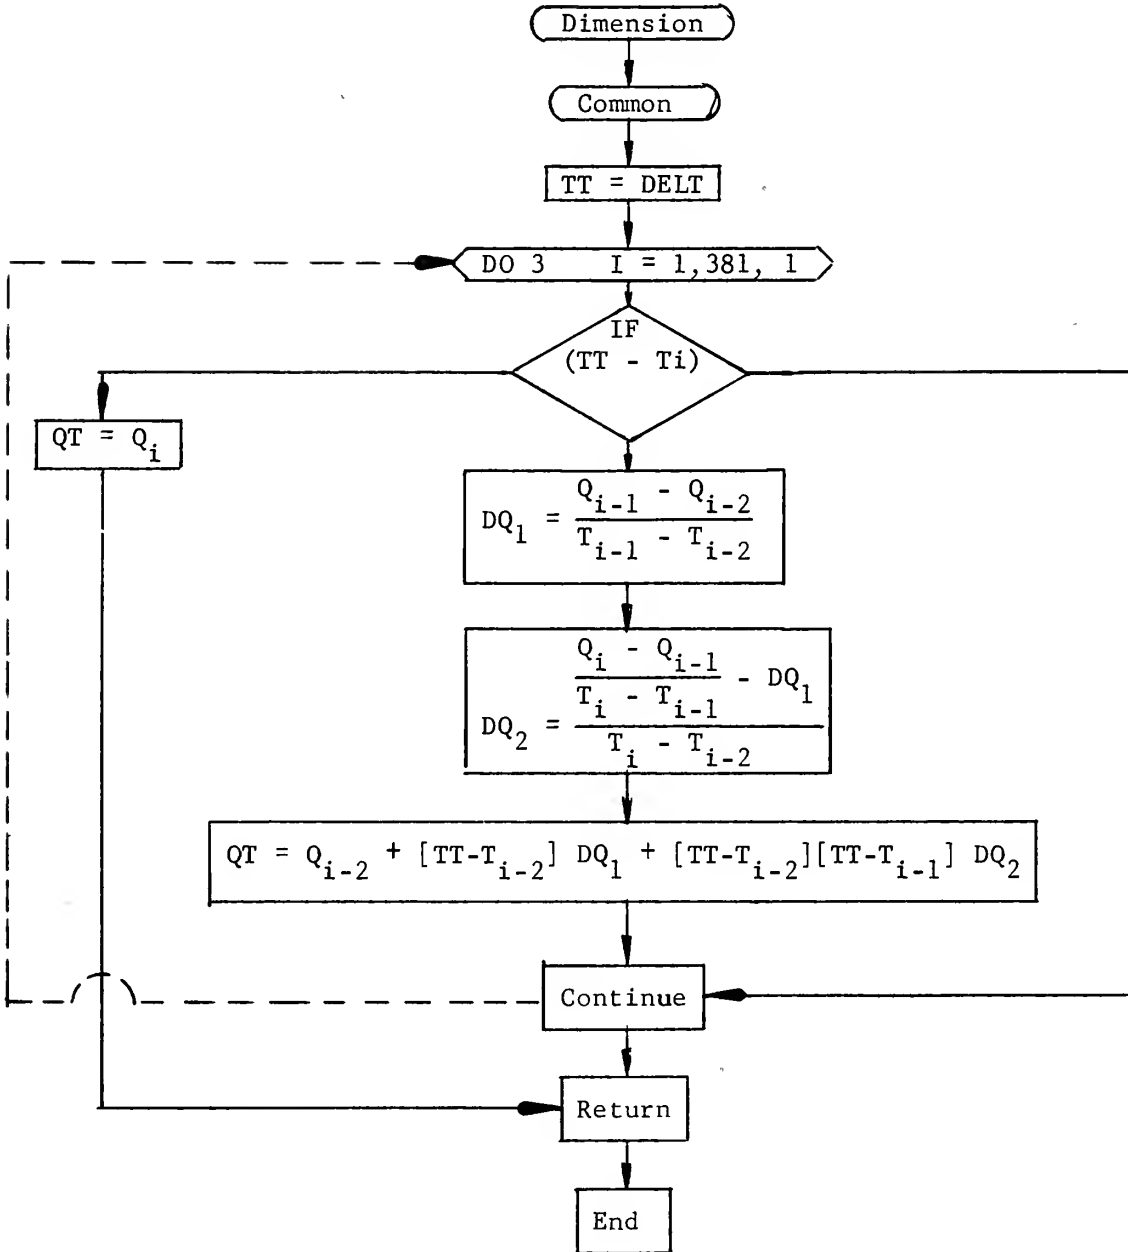 Dimension
Common
TT = DELT
DO 3 I = 1,381, 1
IF
(TT - Ti)
QT = Q_i
Q_{i-1} - Q_{i-2}
DQ_1 =
T_{i-1} - T_{i-2}
Q_i - Q_{i-1}
- DQ_1
T_i - T_{i-1}
DQ_2 =
T_i - T_{i-2}
QT = Q_{i-2} + [TT-T_{i-2}] DQ_1 + [TT-T_{i-2}][TT-T_{i-1}] DQ_2
Continue
Return
End